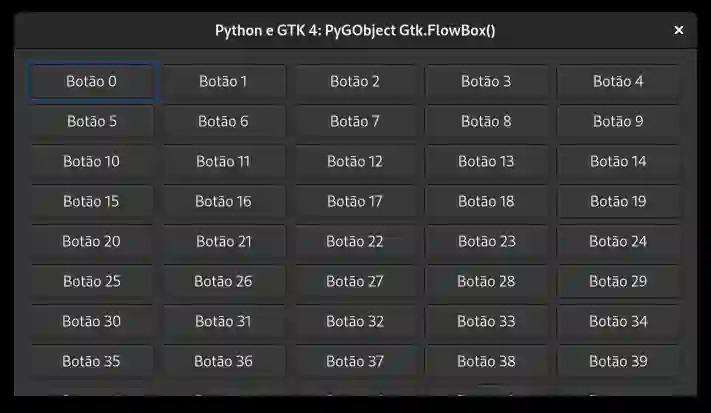 Python e GTK 4: PyGObject Gtk.FlowBox()
Botão 0 Botão 1 Botão 2 Botão 3 Botão 4
Botão 5 Botão 6 Botão 7 Botão 8 Botão 9
Botão 10 Botão 11 Botão 12 Botão 13 Botão 14
Botão 15 Botão 16 Botão 17 Botão 18 Botão 19
Botão 20 Botão 21 Botão 22 Botão 23 Botão 24
Botão 25 Botão 26 Botão 27 Botão 28 Botão 29
Botão 30 Botão 31 Botão 32 Botão 33 Botão 34
Botão 35 Botão 36 Botão 37 Botão 38 Botão 39